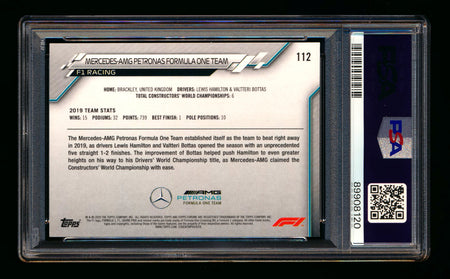 MERCEDES-AMG PETRONAS FORMULA ONE TEAM
112
F1 RACING
HOME: BRACKLEY, UNITED KINGDOM DRIVERS: LEWIS HAMILTON & VALTTERI BOTTAS
TOTAL CONSTRUCTORS' WORLD CHAMPIONSHIPS: 6
2019 TEAM STATS
WINS: 15 PODIUMS: 32 POINTS: 739 BEST FINISH: 1 POLE POSITIONS: 10
The Mercedes-AMG Petronas Formula One Team established itself as the team to beat right away
in 2019, as drivers Lewis Hamilton and Valtteri Bottas opened the season with an unprecedented
five straight 1-2 finishes. The improvement of Bottas helped push Hamilton to even greater
heights on his way to his Drivers' World Championship title, as Mercedes-AMG claimed the
Constructors' World Championship with ease.
AMG
PETRONAS
FORMULA ONE TEAM
Topps
F1
PSA
89908120